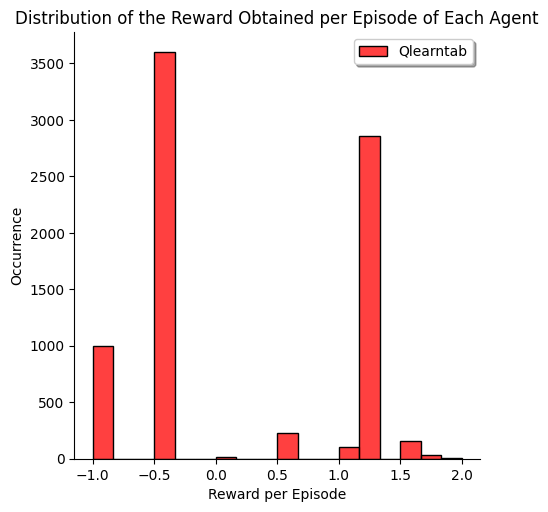 Distribution of the Reward Obtained per Episode of Each Agent
Qlearntab
Occurrence
3500
3000
2500
2000
1500
1000
500
0
−1.0 −0.5 0.0 0.5 1.0 1.5 2.0
Reward per Episode